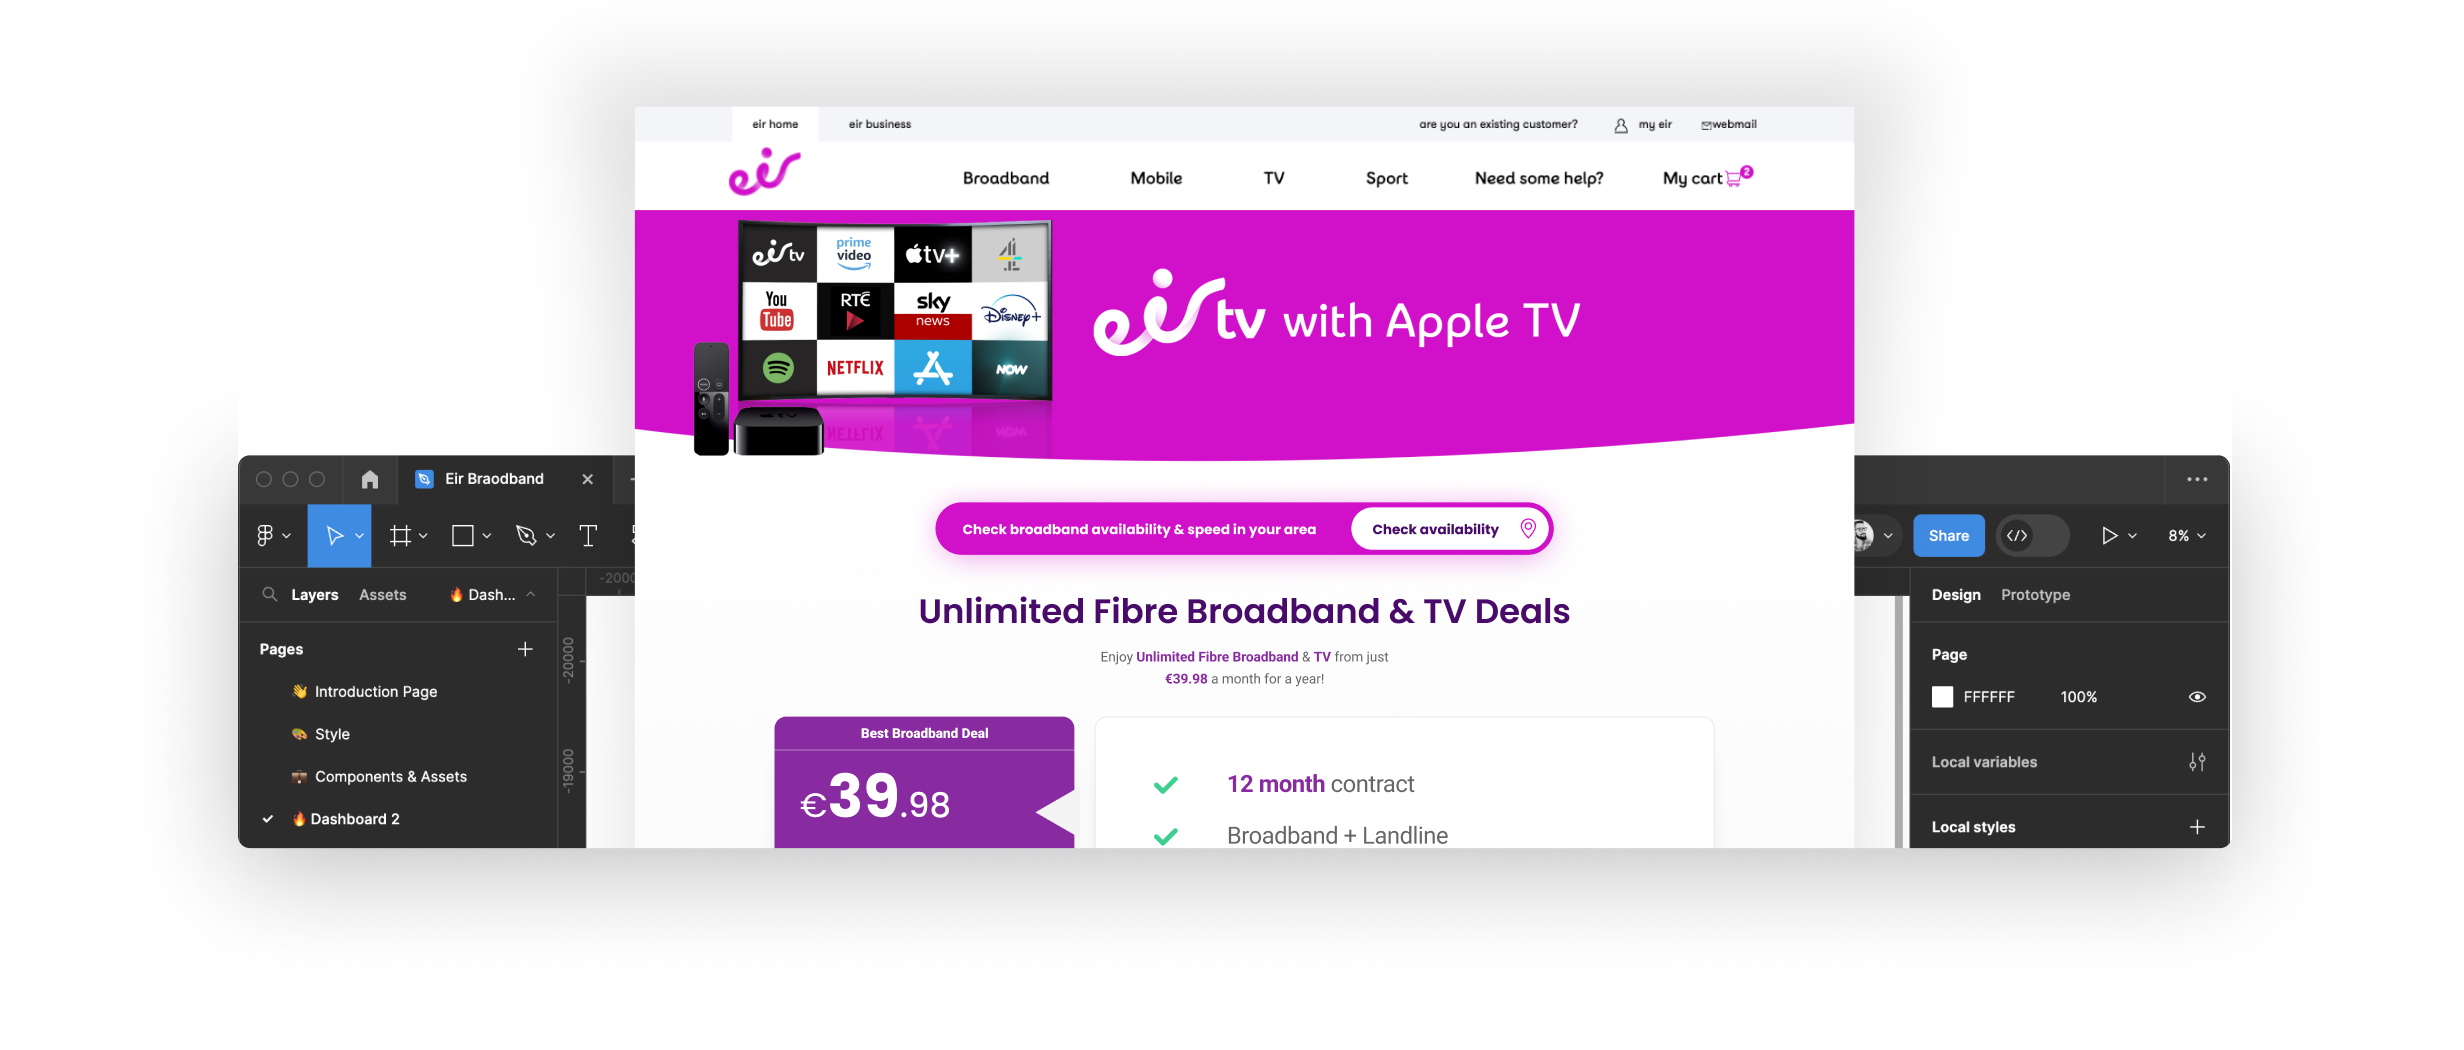 eir home
eir business
are you an existing customer?
my eir
webmail
eir
Broadband
Mobile
TV
Sport
Need some help?
My cart
2
eir tv
prime video
tv+
4
You Tube
RTÉ
sky news
Disney+
NETFLIX
NOW
tv
eir tv with Apple TV
Eir Braodband
Share
8%
Check broadband availability & speed in your area
Check availability
Layers
Assets
🔥 Dash...
-2000
Design
Prototype
Unlimited Fibre Broadband & TV Deals
Pages
-20000
Page
👋 Introduction Page
Enjoy Unlimited Fibre Broadband & TV from just
€39.98 a month for a year!
FFFFFF
100%
🎨 Style
Best Broadband Deal
Local variables
💼 Components & Assets
-19000
€39.98
12 month contract
🔥 Dashboard 2
Local styles
Broadband + Landline